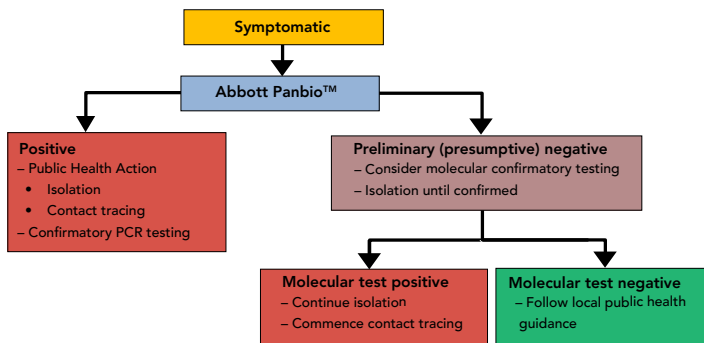 Symptomatic
Abbott Panbio™
Positive
– Public Health Action
• Isolation
• Contact tracing
– Confirmatory PCR testing
Preliminary (presumptive) negative
– Consider molecular confirmatory testing
– Isolation until confirmed
Molecular test positive
– Continue isolation
– Commence contact tracing
Molecular test negative
– Follow local public health
guidance